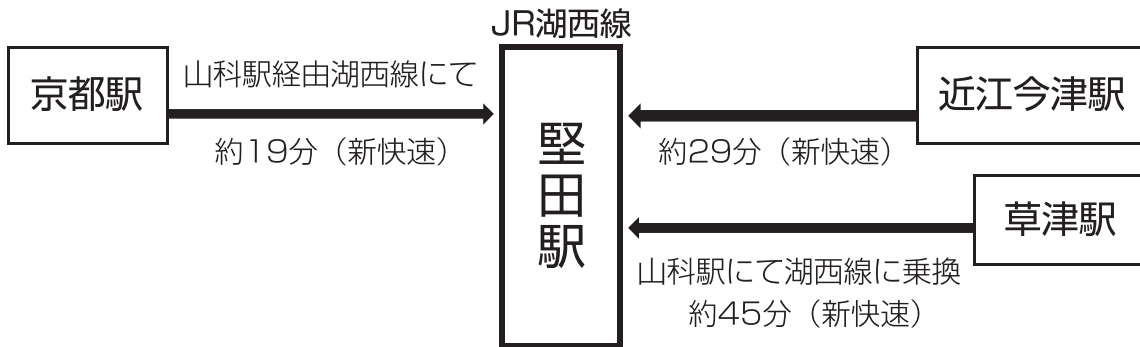 JR湖西線
京都駅
山科駅経由湖西線にて
約19分（新快速）
堅田駅
近江今津駅
約29分（新快速）
草津駅
山科駅にて湖西線に乗換
約45分（新快速）